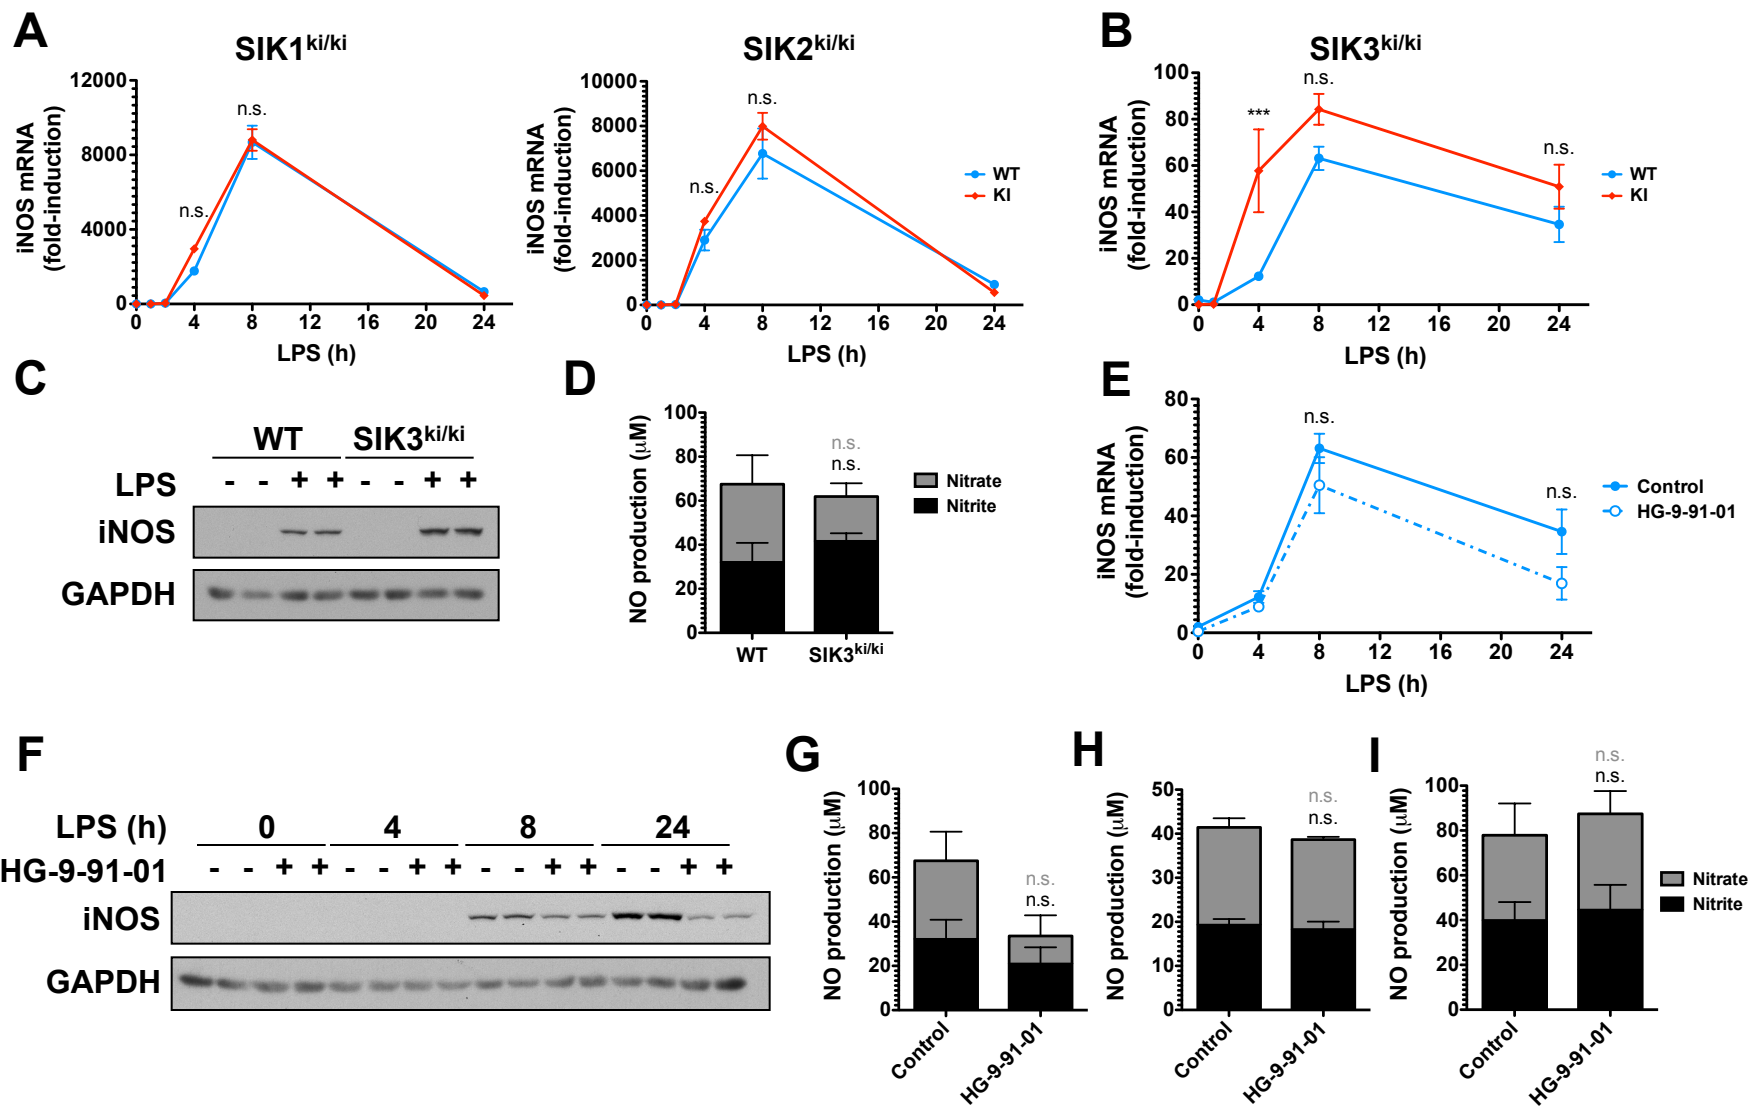 A
SIK1ki/ki
iNOS mRNA
(fold-induction)
12000
8000
4000
0
n.s.
n.s.
0 4 8 12 16 20 24
LPS (h)
SIK2ki/ki
iNOS mRNA
(fold-induction)
10000
8000
6000
4000
2000
0
n.s.
n.s.
0 4 8 12 16 20 24
LPS (h)
WT
KI
B
SIK3ki/ki
iNOS mRNA
(fold-induction)
100
80
60
40
20
0
n.s.
***
n.s.
0 4 8 12 16 20 24
LPS (h)
WT
KI
C
WT SIK3ki/ki
LPS - - + + - - + +
iNOS
GAPDH
D
NO production (μM)
100
80
60
40
20
0
n.s.
n.s.
WT SIK3ki/ki
Nitrate
Nitrite
E
iNOS mRNA
(fold-induction)
80
60
40
20
0
n.s.
n.s.
0 4 8 12 16 20 24
LPS (h)
Control
HG-9-91-01
F
LPS (h) 0 4 8 24
HG-9-91-01 - - + + - - + + - - + + - - + +
iNOS
GAPDH
G
NO production (μM)
100
80
60
40
20
0
n.s.
n.s.
Control HG-9-91-01
H
NO production (μM)
50
40
30
20
10
0
n.s.
n.s.
Control HG-9-91-01
I
NO production (μM)
100
80
60
40
20
0
n.s.
n.s.
Control HG-9-91-01
Nitrate
Nitrite